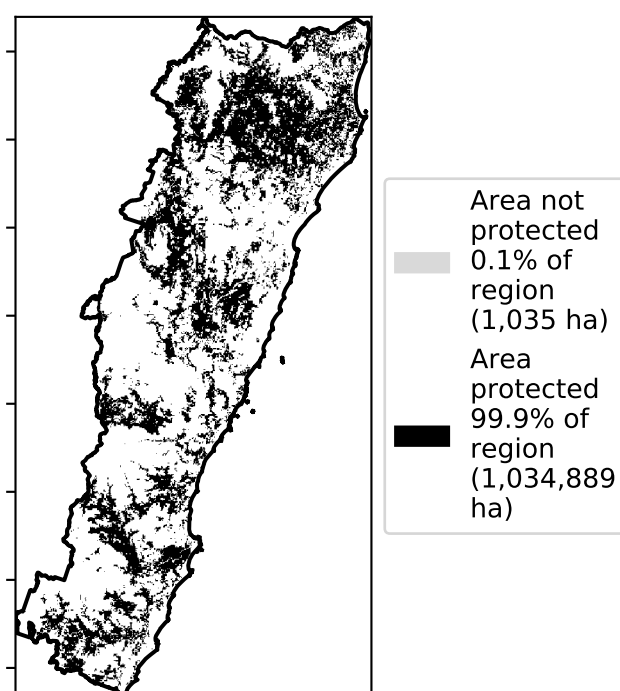 Area not
protected
0.1% of
region
(1,035 ha)
Area
protected
99.9% of
region
(1,034,889
ha)